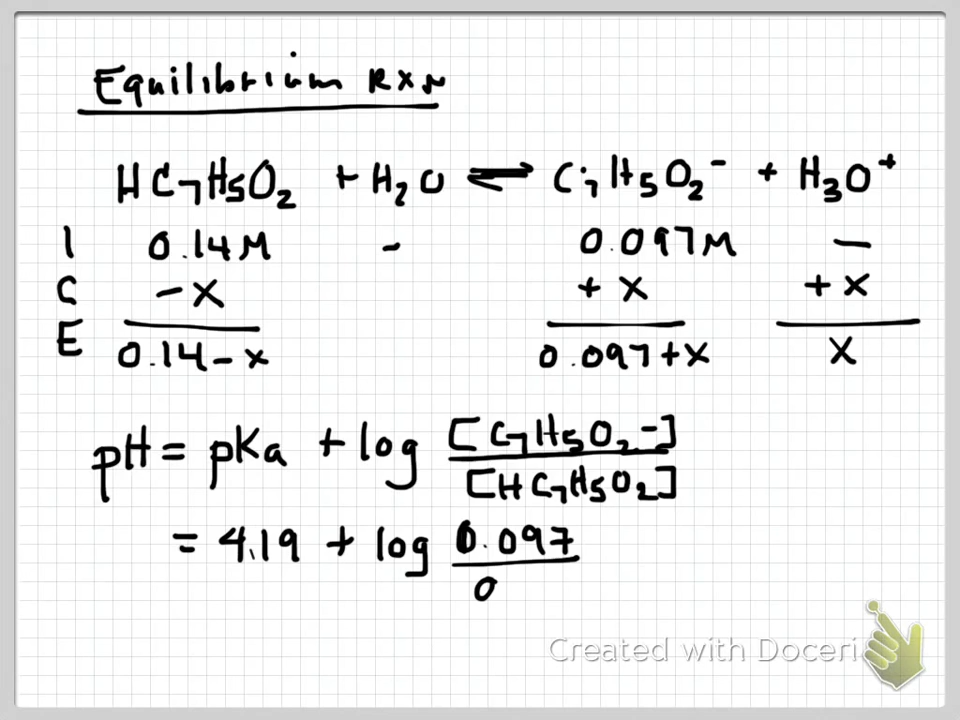 Equilibrium Rxn
HC7H5O2 + H2O ⇌ C7H5O2⁻ + H3O⁺
I 0.14M - 0.097M —
C -X +X +X
E 0.14-x 0.097+X X
pH = pKa + log [C7H5O2⁻] / [HC7H5O2]
= 4.19 + log 0.097 / 0
Created with Doceri